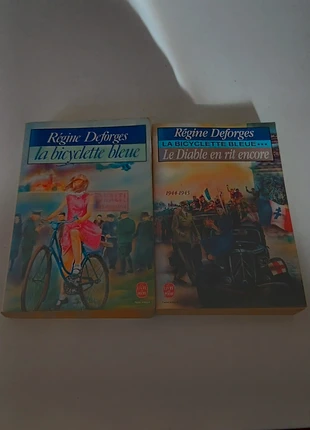 Régine Deforges
la bicyclette bleue
Régine Deforges
LA BICYCLETTE BLEUE***
Le Diable en rit encore
1944-1945